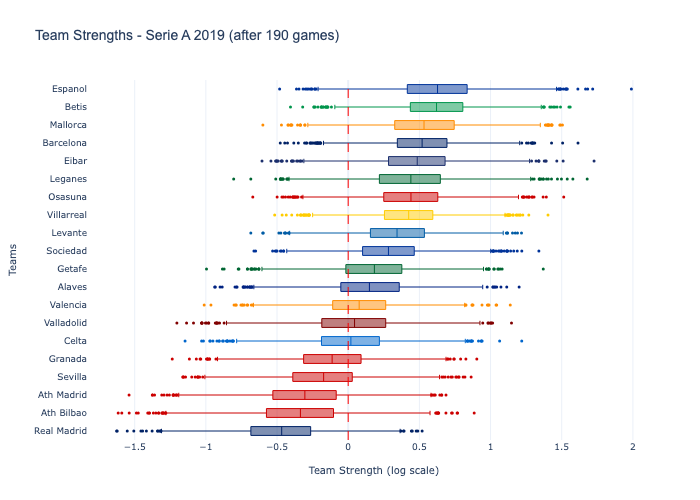 Team Strengths - Serie A 2019 (after 190 games)
Espanol
Betis
Mallorca
Barcelona
Eibar
Leganes
Osasuna
Villarreal
Levante
Sociedad
Getafe
Alaves
Valencia
Valladolid
Celta
Granada
Sevilla
Ath Madrid
Ath Bilbao
Real Madrid
Teams
−1.5 −1 −0.5 0 0.5 1 1.5 2
Team Strength (log scale)